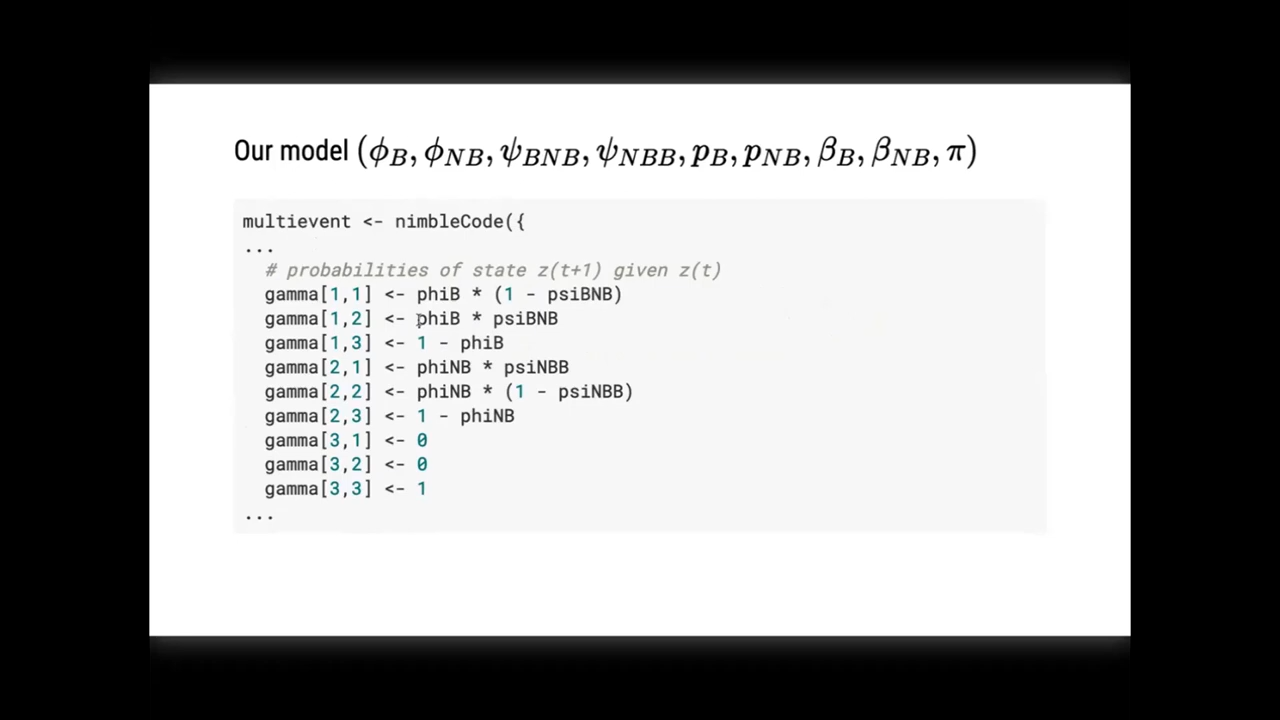 Our model (ϕB, ϕNB, ψBNB, ψNBB, pB, pNB, βB, βNB, π)
multievent <- nimbleCode({
...
  # probabilities of state z(t+1) given z(t)
  gamma[1,1] <- phiB * (1 - psiBNB)
  gamma[1,2] <- phiB * psiBNB
  gamma[1,3] <- 1 - phiB
  gamma[2,1] <- phiNB * psiNBB
  gamma[2,2] <- phiNB * (1 - psiNBB)
  gamma[2,3] <- 1 - phiNB
  gamma[3,1] <- 0
  gamma[3,2] <- 0
  gamma[3,3] <- 1
...